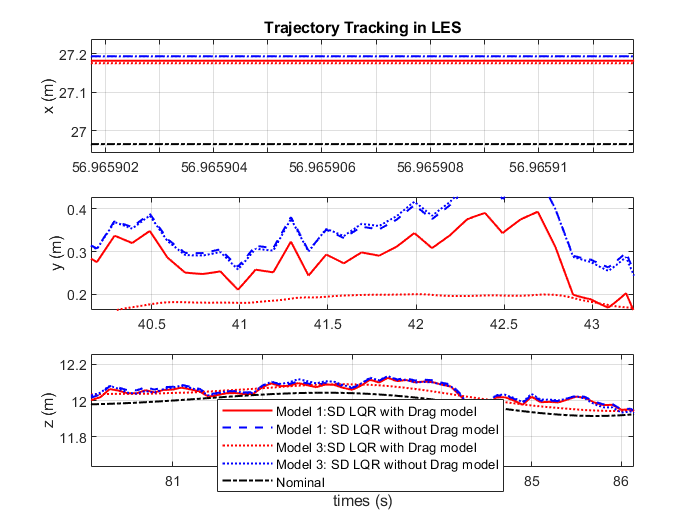 Trajectory Tracking in LES
27.2
27.1
27
x (m)
56.965902 56.965904 56.965906 56.965908 56.96591
0.4
0.3
0.2
y (m)
40.5 41 41.5 42 42.5 43
12.2
12
11.8
z (m)
Model 1:SD LQR with Drag model
Model 1: SD LQR without Drag model
Model 3:SD LQR with Drag model
Model 3: SD LQR without Drag model
Nominal
81 85 86
times (s)